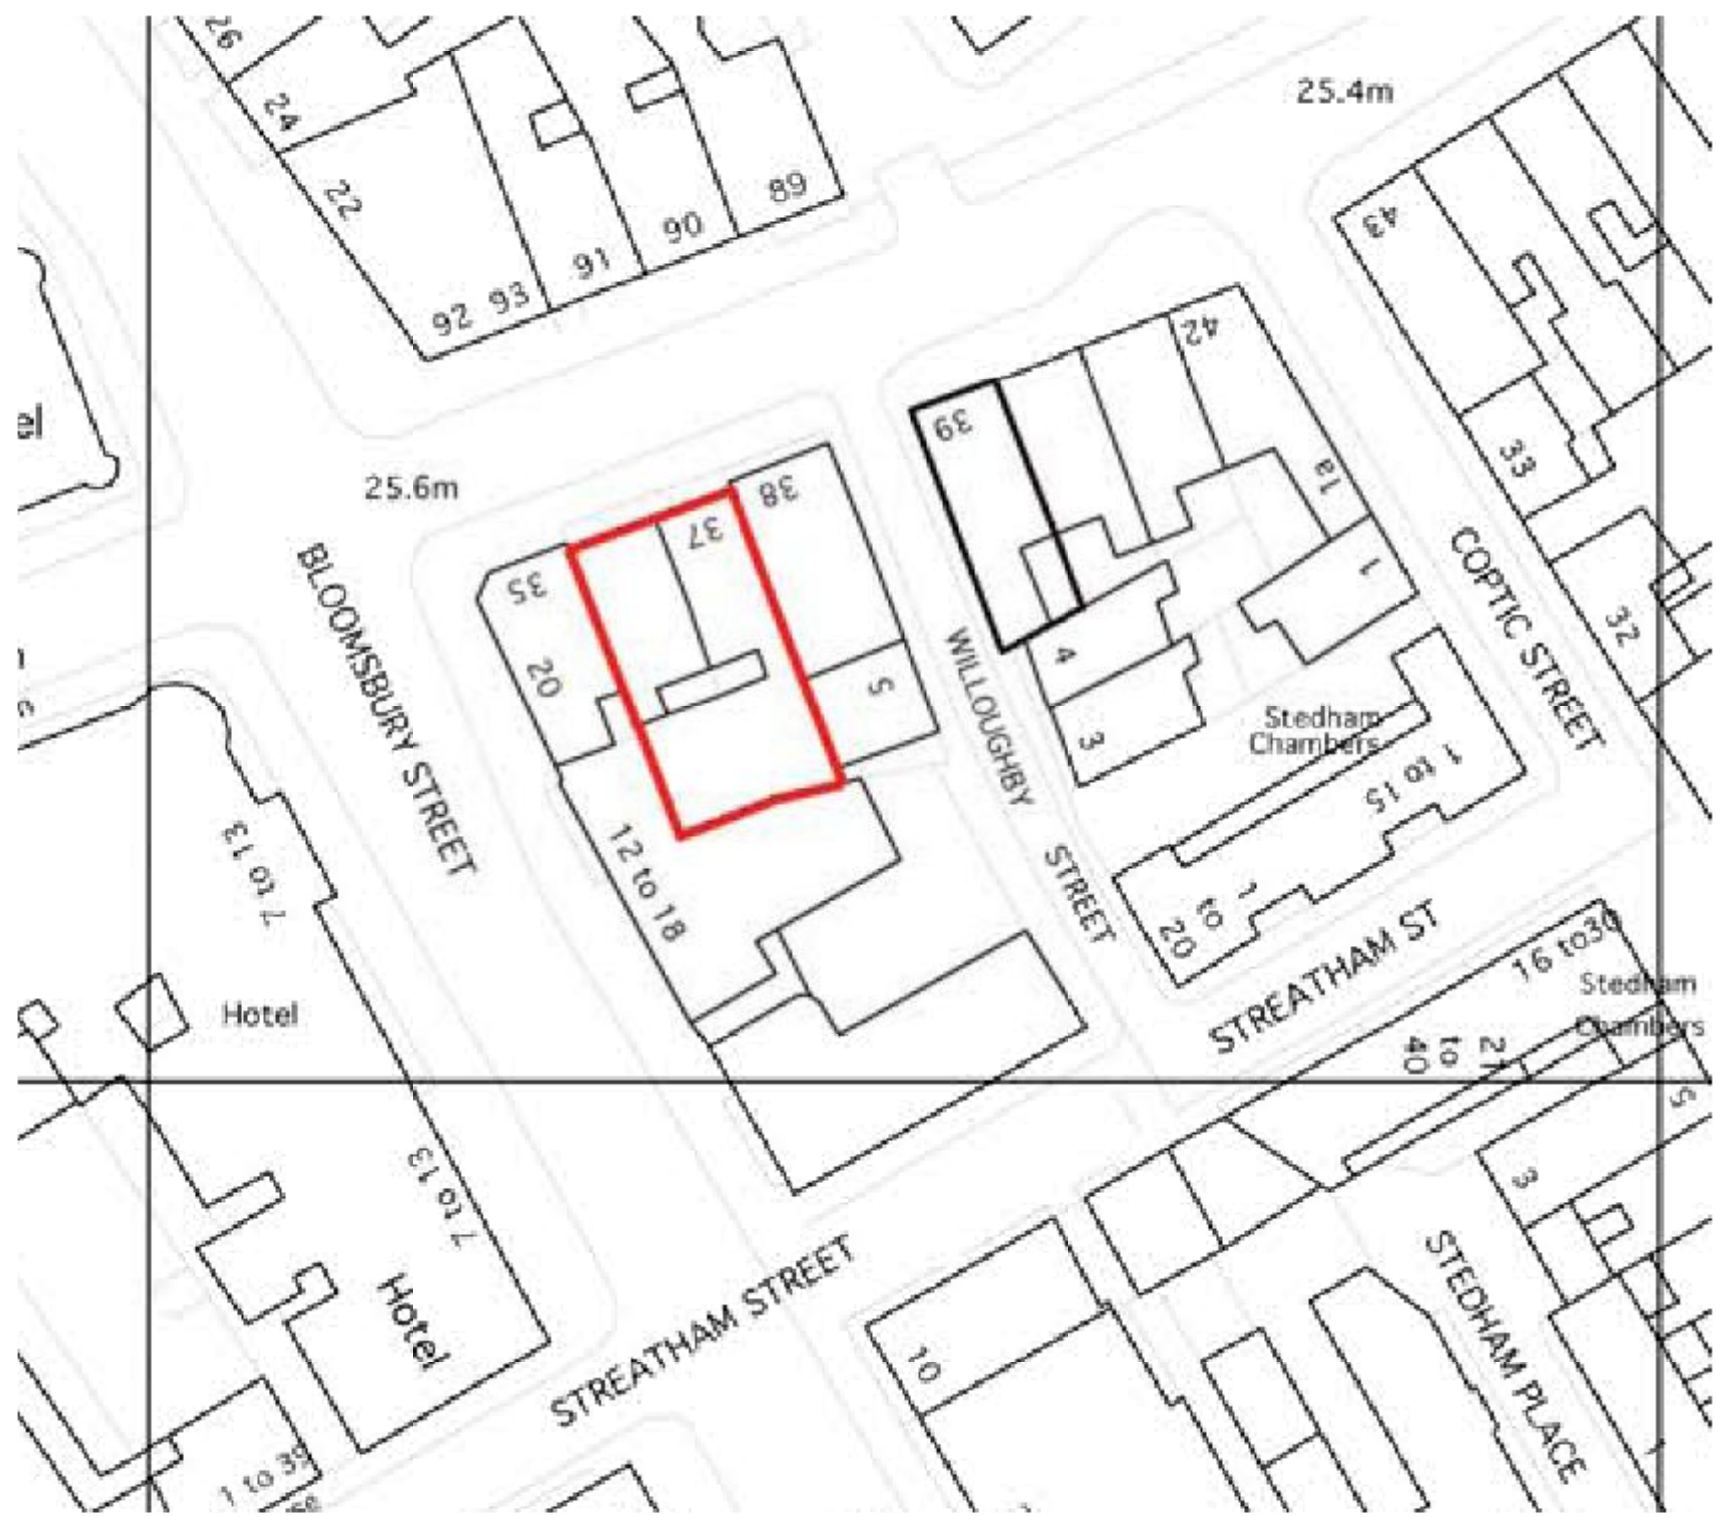 26
24
22
25.4m
89
90
91
92 93
43
42
39
38
37
35
25.6m
33
1a
1
32
20
5
4
3
BLOOMSBURY STREET
WILLOUGHBY
STREET
COPTIC STREET
Stedham
Chambers
1 to 15
12 to 18
7 to 13
1
to
20
STREATHAM ST
16 to 30
Stedham
Chambers
21
to
40
Hotel
5
3
7 to 13
Hotel
STREATHAM STREET
10
STEDHAM PLACE
1 to 39